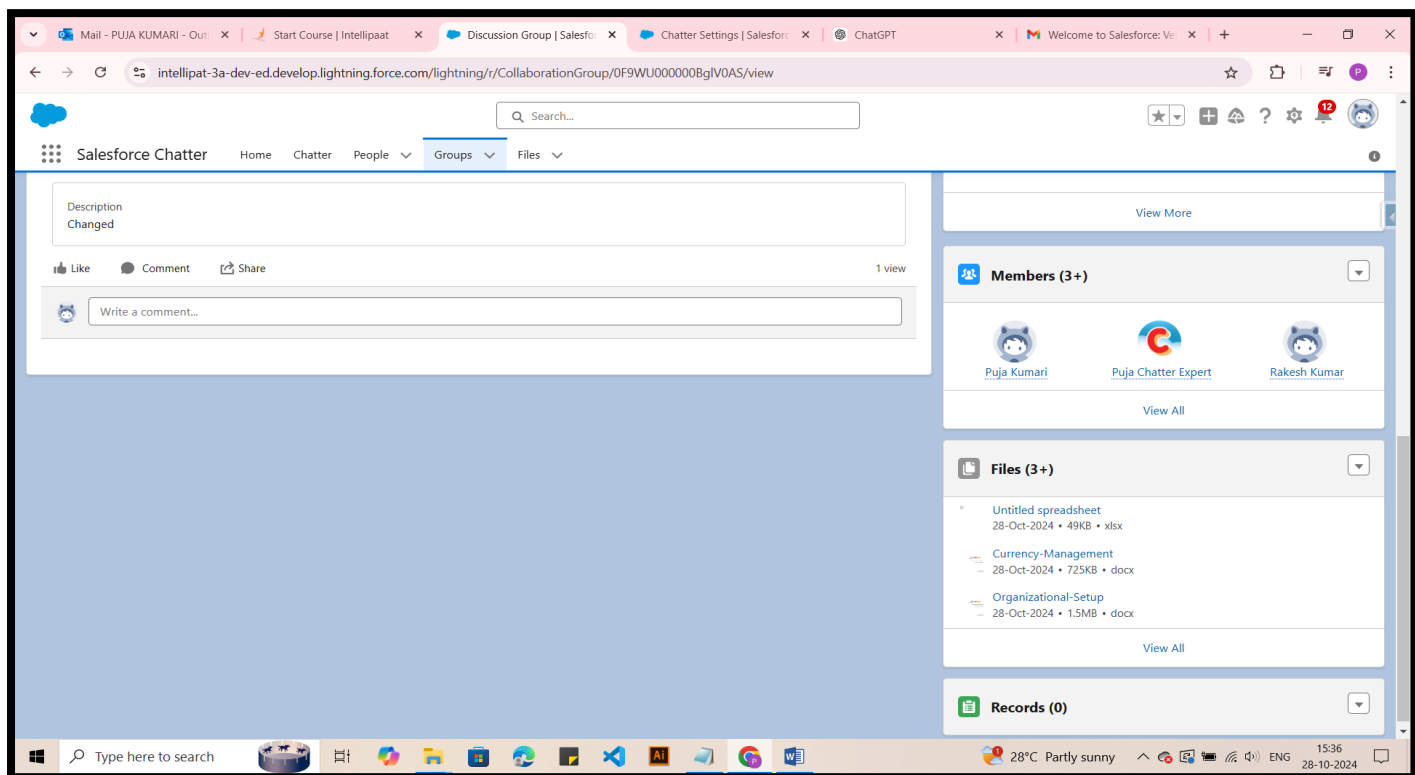 Mail - PUJA KUMARI - Out
Start Course | Intellipaat
Discussion Group | Salesfo
Chatter Settings | Salesforc
ChatGPT
Welcome to Salesforce: Ve
intellipat-3a-dev-ed.develop.lightning.force.com/lightning/r/CollaborationGroup/0F9WU000000BglV0AS/view
P
Search...
12
Salesforce Chatter
Home
Chatter
People
Groups
Files
Description
Changed
Like
Comment
Share
1 view
Write a comment...
View More
Members (3+)
Puja Kumari
Puja Chatter Expert
Rakesh Kumar
View All
Files (3+)
Untitled spreadsheet
28-Oct-2024 • 49KB • xlsx
Currency-Management
28-Oct-2024 • 725KB • docx
Organizational-Setup
28-Oct-2024 • 1.5MB • docx
View All
Records (0)
Type here to search
Ai
28°C Partly sunny
ENG
15:36
28-10-2024